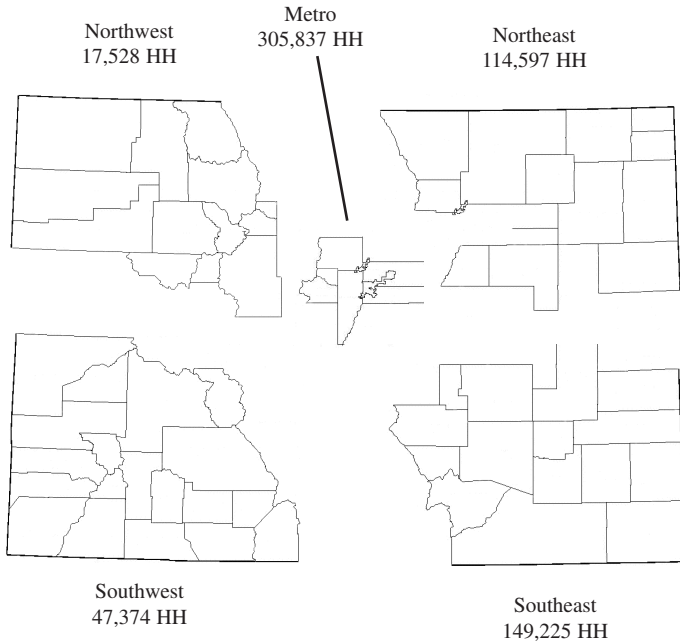 Metro
305,837 HH
Northwest
17,528 HH
Northeast
114,597 HH
Southwest
47,374 HH
Southeast
149,225 HH